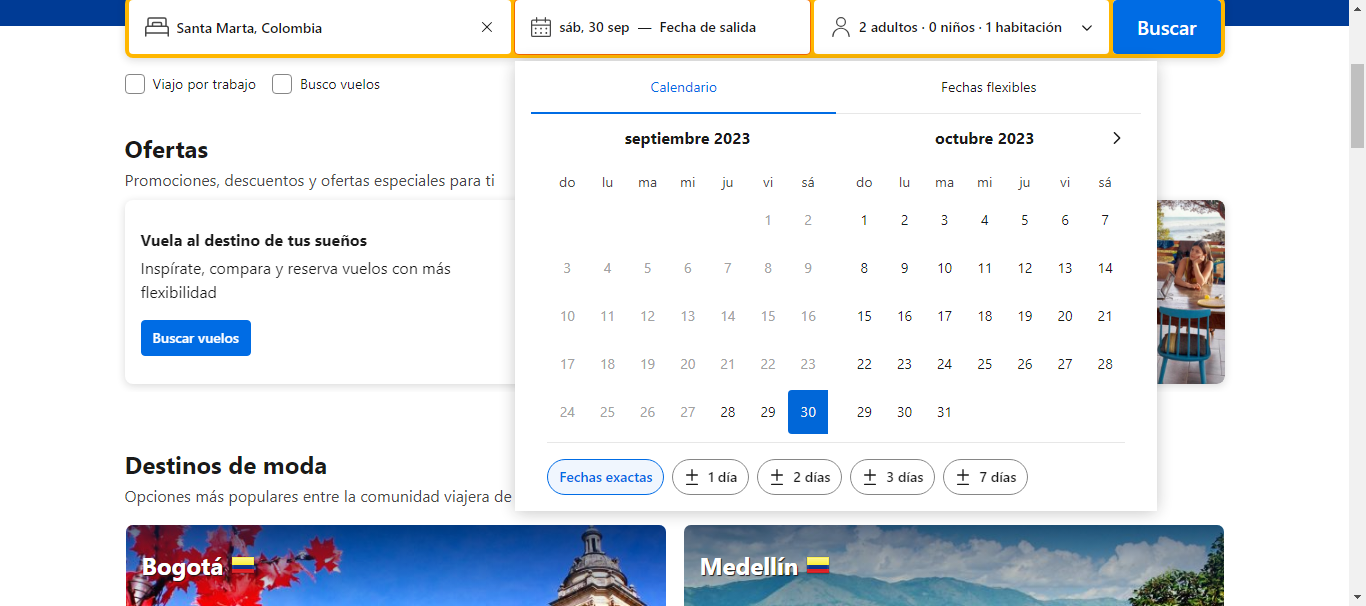 Santa Marta, Colombia
sáb, 30 sep — Fecha de salida
2 adultos · 0 niños · 1 habitación
Buscar
Viajo por trabajo
Busco vuelos
Calendario
Fechas flexibles
septiembre 2023
do lu ma mi ju vi sá
1 2
3 4 5 6 7 8 9
10 11 12 13 14 15 16
17 18 19 20 21 22 23
24 25 26 27 28 29 30
octubre 2023
do lu ma mi ju vi sá
1 2 3 4 5 6 7
8 9 10 11 12 13 14
15 16 17 18 19 20 21
22 23 24 25 26 27 28
29 30 31
Fechas exactas
± 1 día
± 2 días
± 3 días
± 7 días
Ofertas
Promociones, descuentos y ofertas especiales para ti
Vuela al destino de tus sueños
Inspírate, compara y reserva vuelos con más
flexibilidad
Buscar vuelos
Destinos de moda
Opciones más populares entre la comunidad viajera de
Bogotá
Medellín